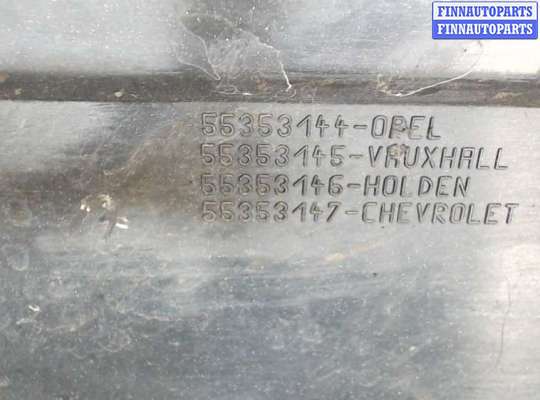 FINNAUTOPARTS
FINNAUTOPARTS
55353144-OPEL
55353145-VAUXHALL
55353146-HOLDEN
55353147-CHEVROLET